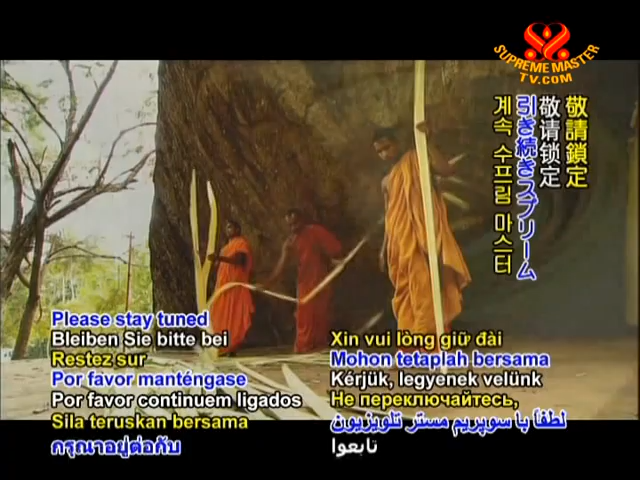 SUPREME MASTER
TV.COM
敬請鎖定
敬请锁定
引き続きスプリーム
계속 수프림 마스터
Please stay tuned
Bleiben Sie bitte bei
Restez sur
Por favor manténgase
Por favor continuem ligados
Sila teruskan bersama
กรุณาอยู่ต่อกับ
Xin vui lòng giữ đài
Mohon tetaplah bersama
Kérjük, legyenek velünk
Не переключайтесь,
لطفاً با سوپریم مستر تلویزیون
تابعوا